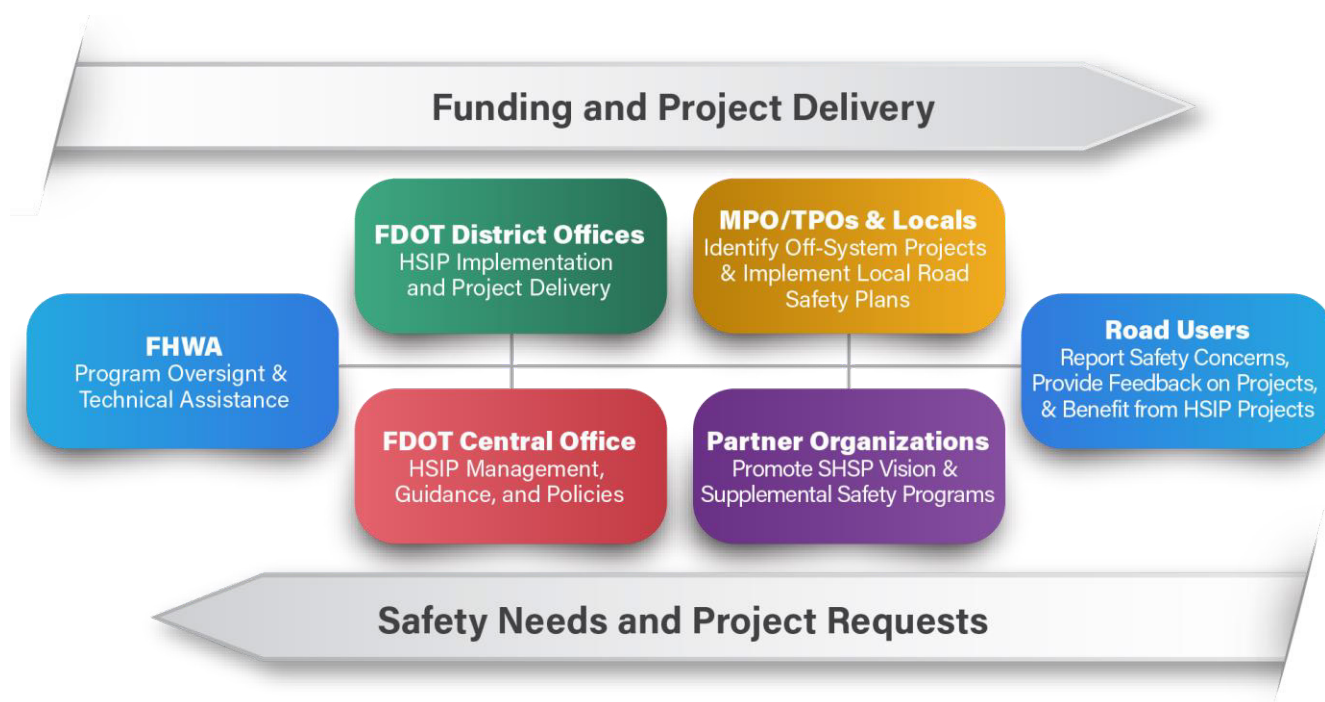 Funding and Project Delivery
FDOT District Offices
HSIP Implementation
and Project Delivery
MPO/TPOs & Locals
Identify Off-System Projects
& Implement Local Road
Safety Plans
FHWA
Program Oversignt &
Technical Assistance
Road Users
Report Safety Concerns,
Provide Feedback on Projects,
& Benefit from HSIP Projects
FDOT Central Office
HSIP Management,
Guidance, and Policies
Partner Organizations
Promote SHSP Vision &
Supplemental Safety Programs
Safety Needs and Project Requests